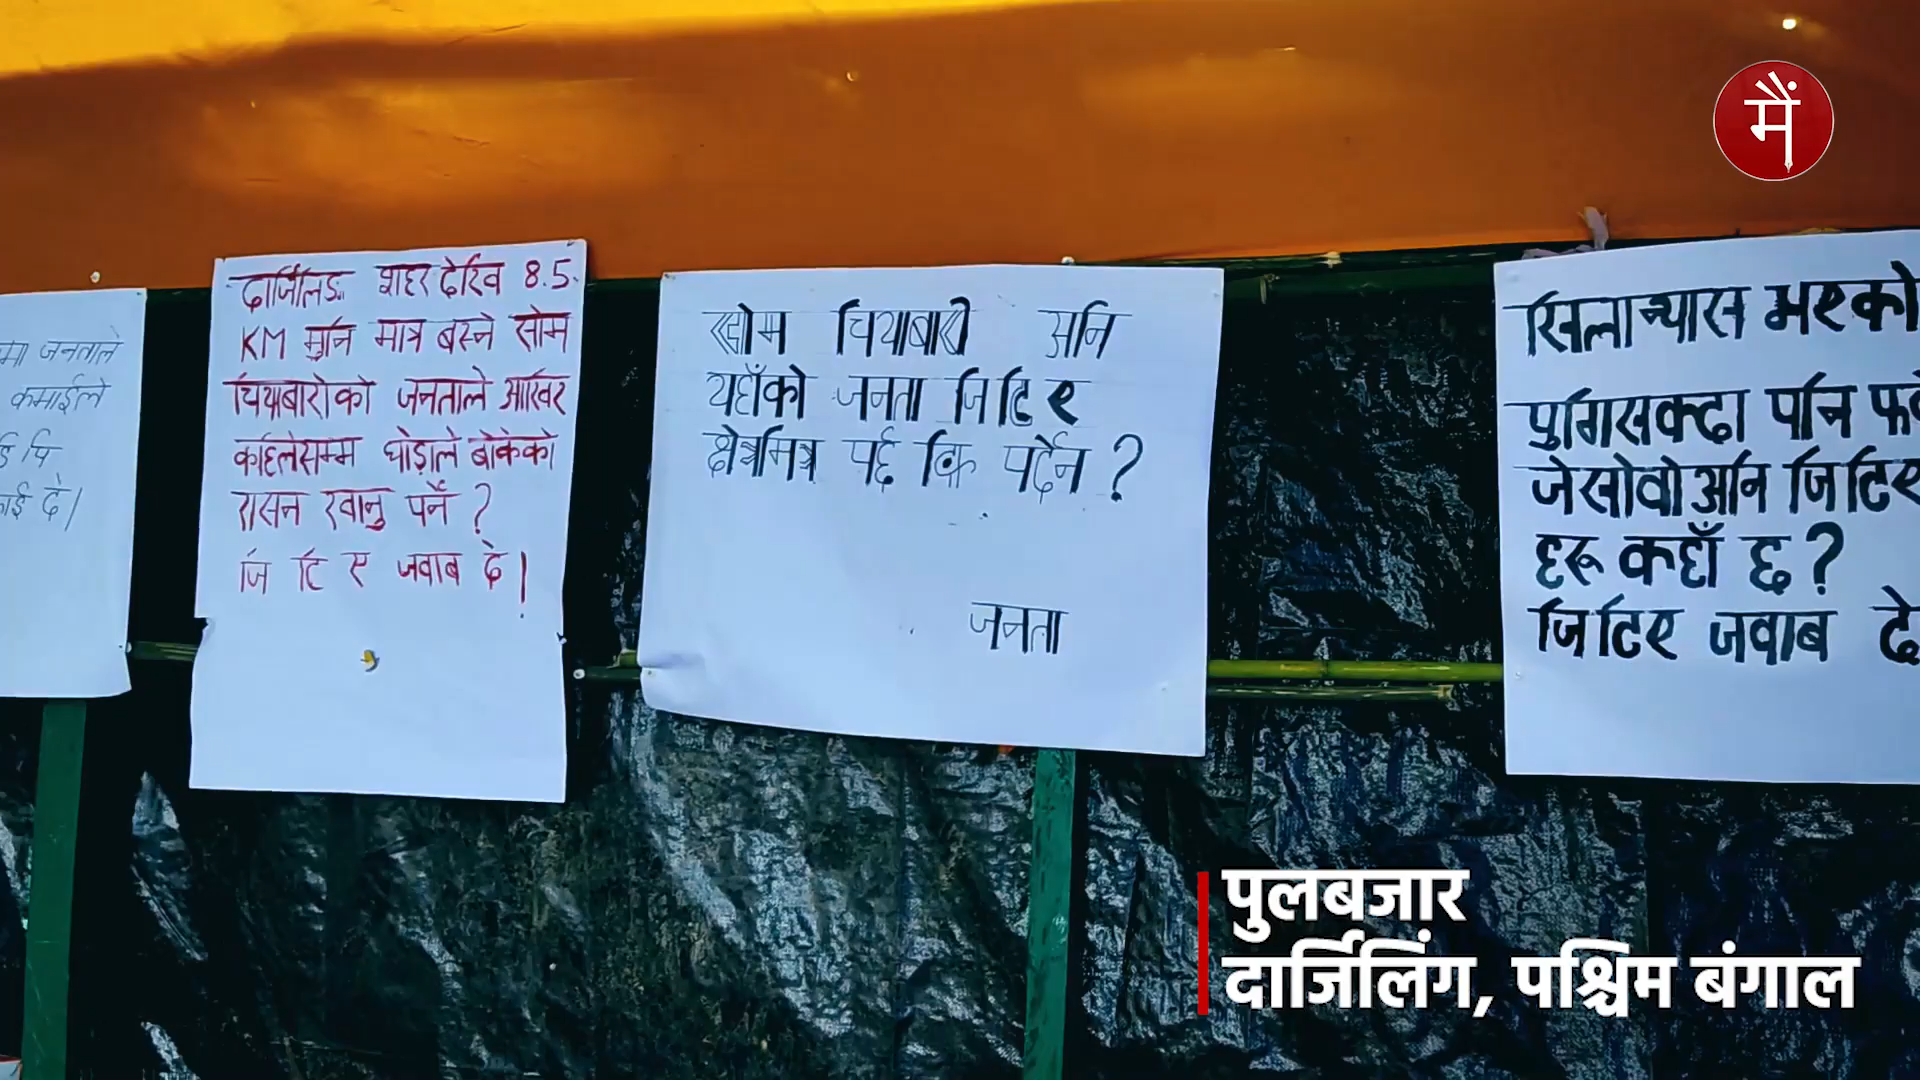 मैं
मा जनताले
कमाईले
दे।
दार्जिलिङ शहर देखि 8.5.
KM मुनि मात्र बस्ने सोम
चियाबारीको जनताले आखिर
कहिलेसम्म घोड़ाले बोकेको
रासन खानु पर्ने ?
जि टि ए जवाब दे।
सोम चियाबारी अनि
यहाँको जनता जि टि ए
क्षेत्रभित्र पर्द कि पर्देन ?
जनता
सिलान्यास भएको
पुगिसक्दा पनि
जेसोवो अनि जिटिए
हरू कहाँ छ ?
जि टिए जवाब दे
पुलबजार
दार्जिलिंग, पश्चिम बंगाल